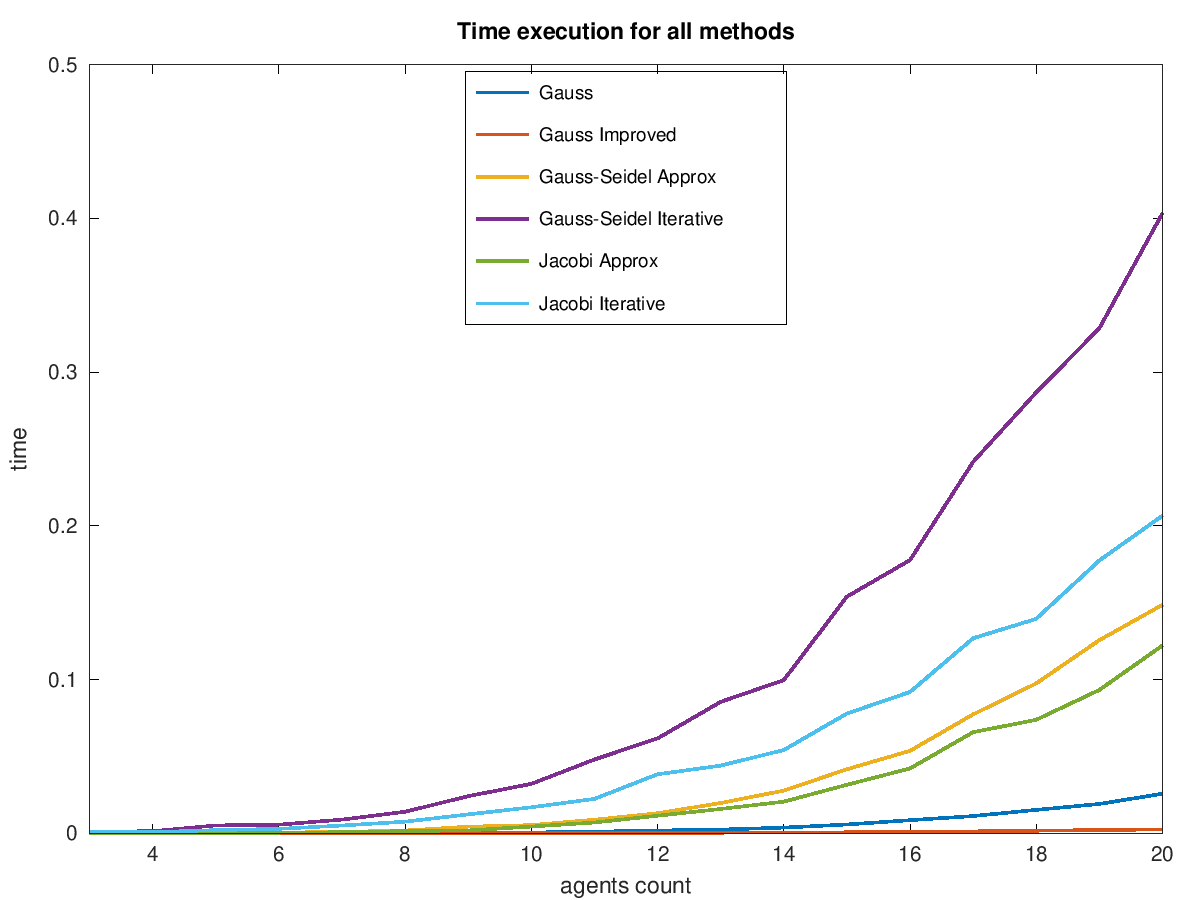 Time execution for all methods
0.5
0.4
0.3
0.2
0.1
0
time
Gauss
Gauss Improved
Gauss-Seidel Approx
Gauss-Seidel Iterative
Jacobi Approx
Jacobi Iterative
4 6 8 10 12 14 16 18 20
agents count